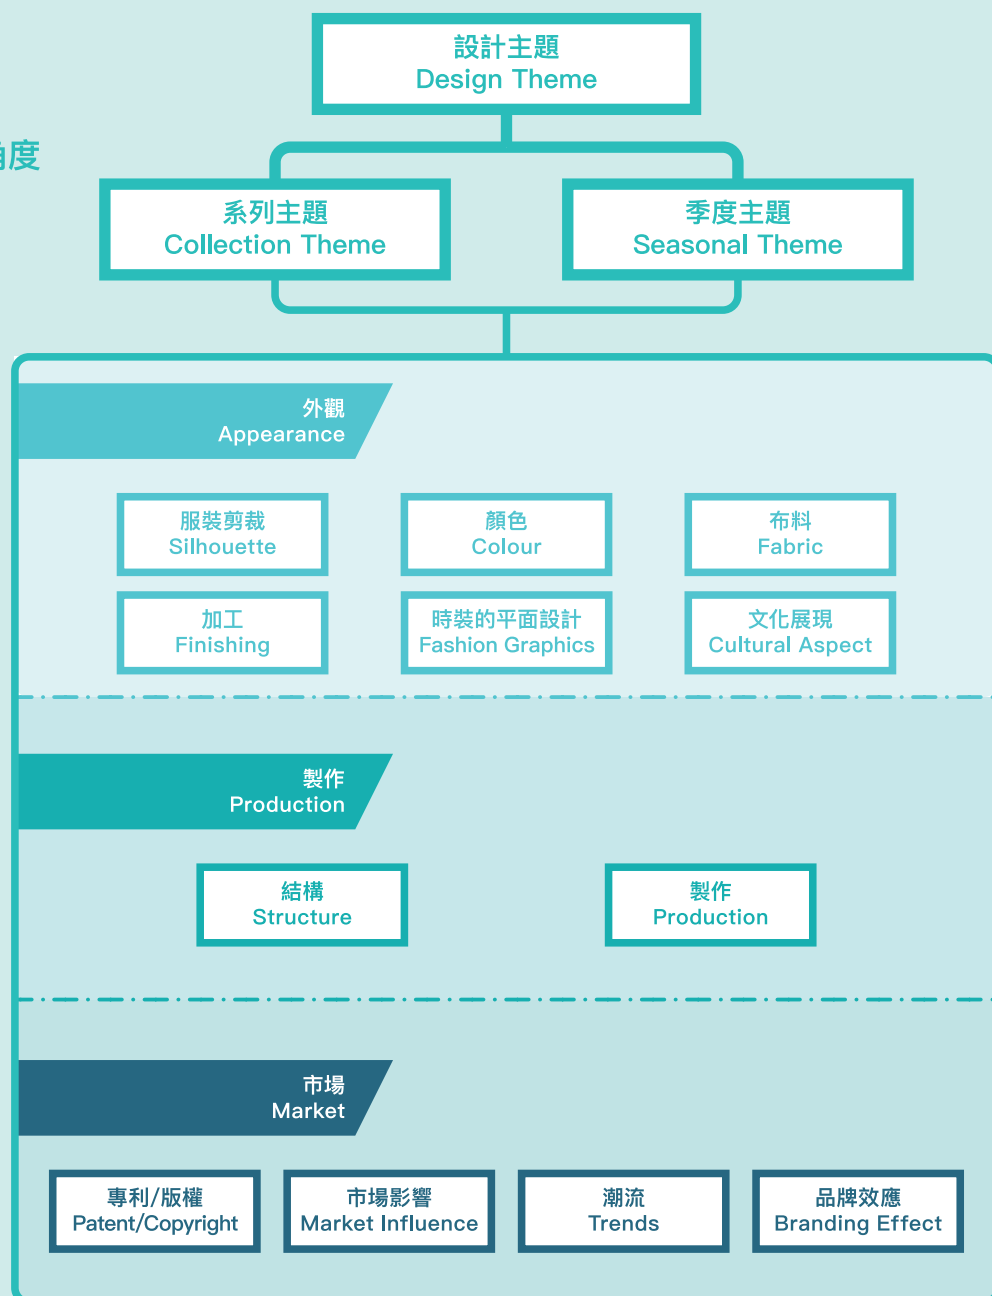 設計主題
Design Theme
角度
系列主題
Collection Theme
季度主題
Seasonal Theme
外觀
Appearance
服裝剪裁
Silhouette
顏色
Colour
布料
Fabric
加工
Finishing
時裝的平面設計
Fashion Graphics
文化展現
Cultural Aspect
製作
Production
結構
Structure
製作
Production
市場
Market
專利/版權
Patent/Copyright
市場影響
Market Influence
潮流
Trends
品牌效應
Branding Effect